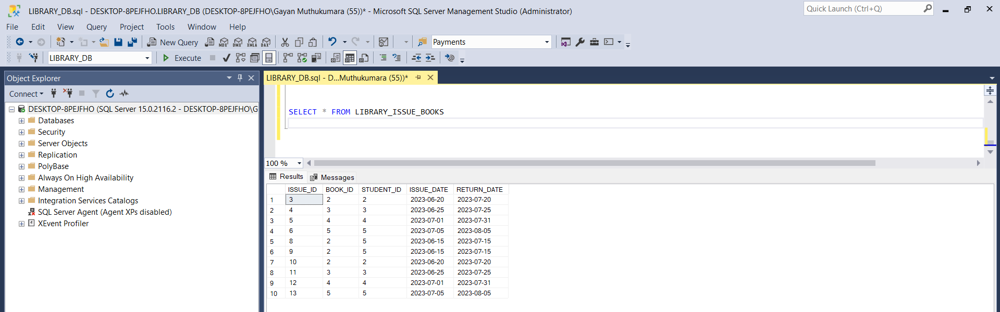 LIBRARY_DB.sql - DESKTOP-8PEJFHO.LIBRARY_DB (DESKTOP-8PEJFHO\Gayan Muthukumara (55))* - Microsoft SQL Server Management Studio (Administrator)
Quick Launch (Ctrl+Q)
File Edit View Query Project Tools Window Help
New Query MDX DMX XMLA DAX Payments
LIBRARY_DB Execute
Object Explorer
LIBRARY_DB.sql - D...Muthukumara (55))*
Connect
DESKTOP-8PEJFHO (SQL Server 15.0.2116.2 - DESKTOP-8PEJFHO\G
Databases
Security
Server Objects
Replication
PolyBase
Always On High Availability
Management
Integration Services Catalogs
SQL Server Agent (Agent XPs disabled)
XEvent Profiler
SELECT * FROM LIBRARY_ISSUE_BOOKS
100 %
Results Messages
ISSUE_ID BOOK_ID STUDENT_ID ISSUE_DATE RETURN_DATE
1 3 2 2 2023-06-20 2023-07-20
2 4 3 3 2023-06-25 2023-07-25
3 5 4 4 2023-07-01 2023-07-31
4 6 5 5 2023-07-05 2023-08-05
5 8 2 5 2023-06-15 2023-07-15
6 9 2 5 2023-06-15 2023-07-15
7 10 2 2 2023-06-20 2023-07-20
8 11 3 3 2023-06-25 2023-07-25
9 12 4 4 2023-07-01 2023-07-31
10 13 5 5 2023-07-05 2023-08-05